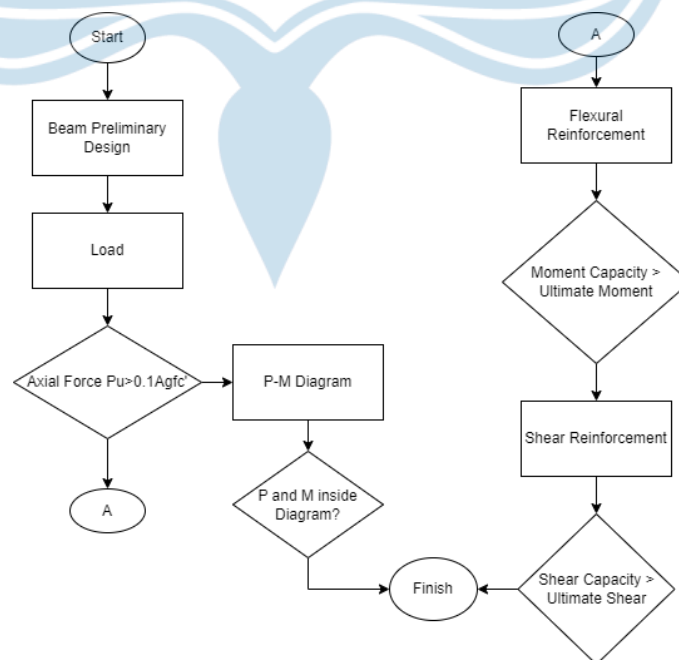 Start
Beam Preliminary
Design
Load
Axial Force Pu>0.1Agfc'
A
P-M Diagram
P and M inside
Diagram?
Finish
A
Flexural
Reinforcement
Moment Capacity >
Ultimate Moment
Shear Reinforcement
Shear Capacity >
Ultimate Shear